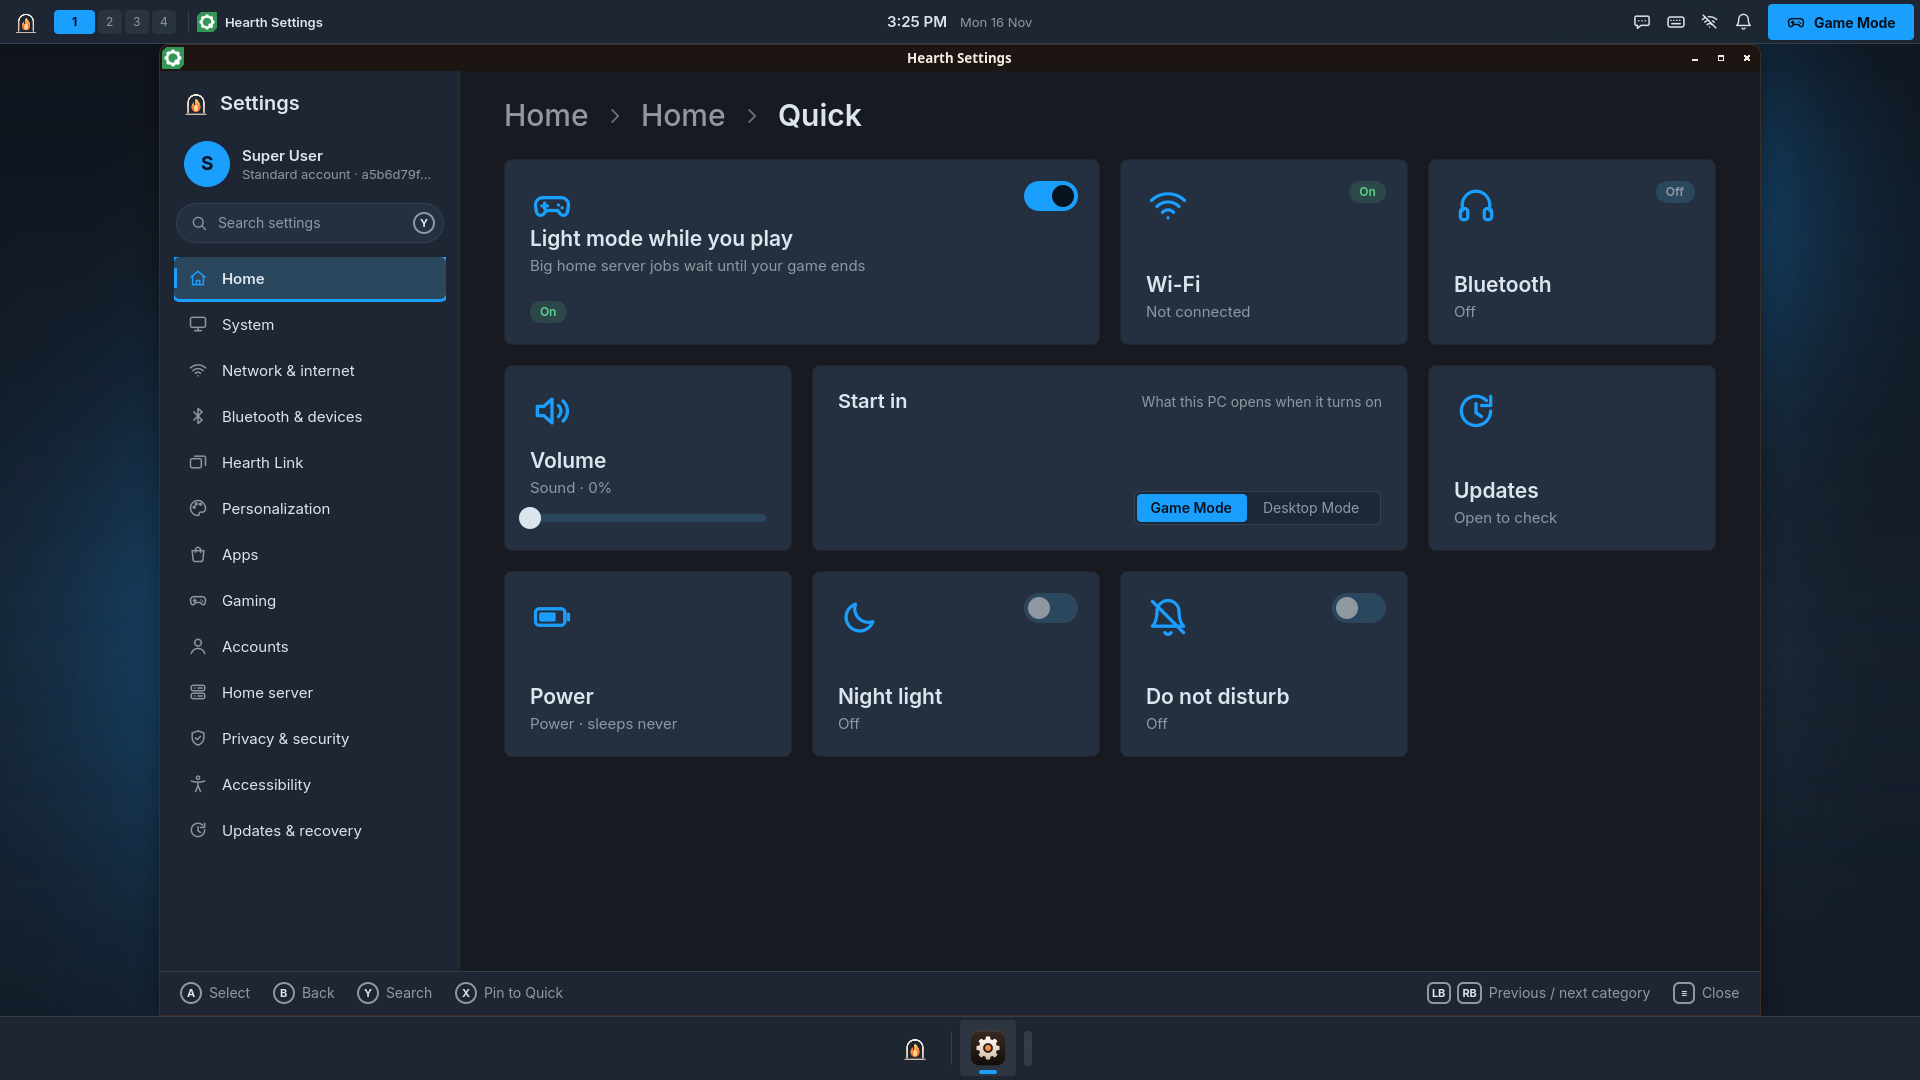 1 2 3 4 Hearth Settings 3:25 PM Mon 16 Nov Game Mode
Hearth Settings
Settings
S
Super User
Standard account · a5b6d79f...
Search settings Y
Home
System
Network & internet
Bluetooth & devices
Hearth Link
Personalization
Apps
Gaming
Accounts
Home server
Privacy & security
Accessibility
Updates & recovery
Home > Home > Quick
Light mode while you play
Big home server jobs wait until your game ends
On
On
Wi-Fi
Not connected
Off
Bluetooth
Off
Volume
Sound · 0%
Start in What this PC opens when it turns on
Game Mode Desktop Mode
Updates
Open to check
Power
Power · sleeps never
Night light
Off
Do not disturb
Off
A Select B Back Y Search X Pin to Quick LB RB Previous / next category ≡ Close